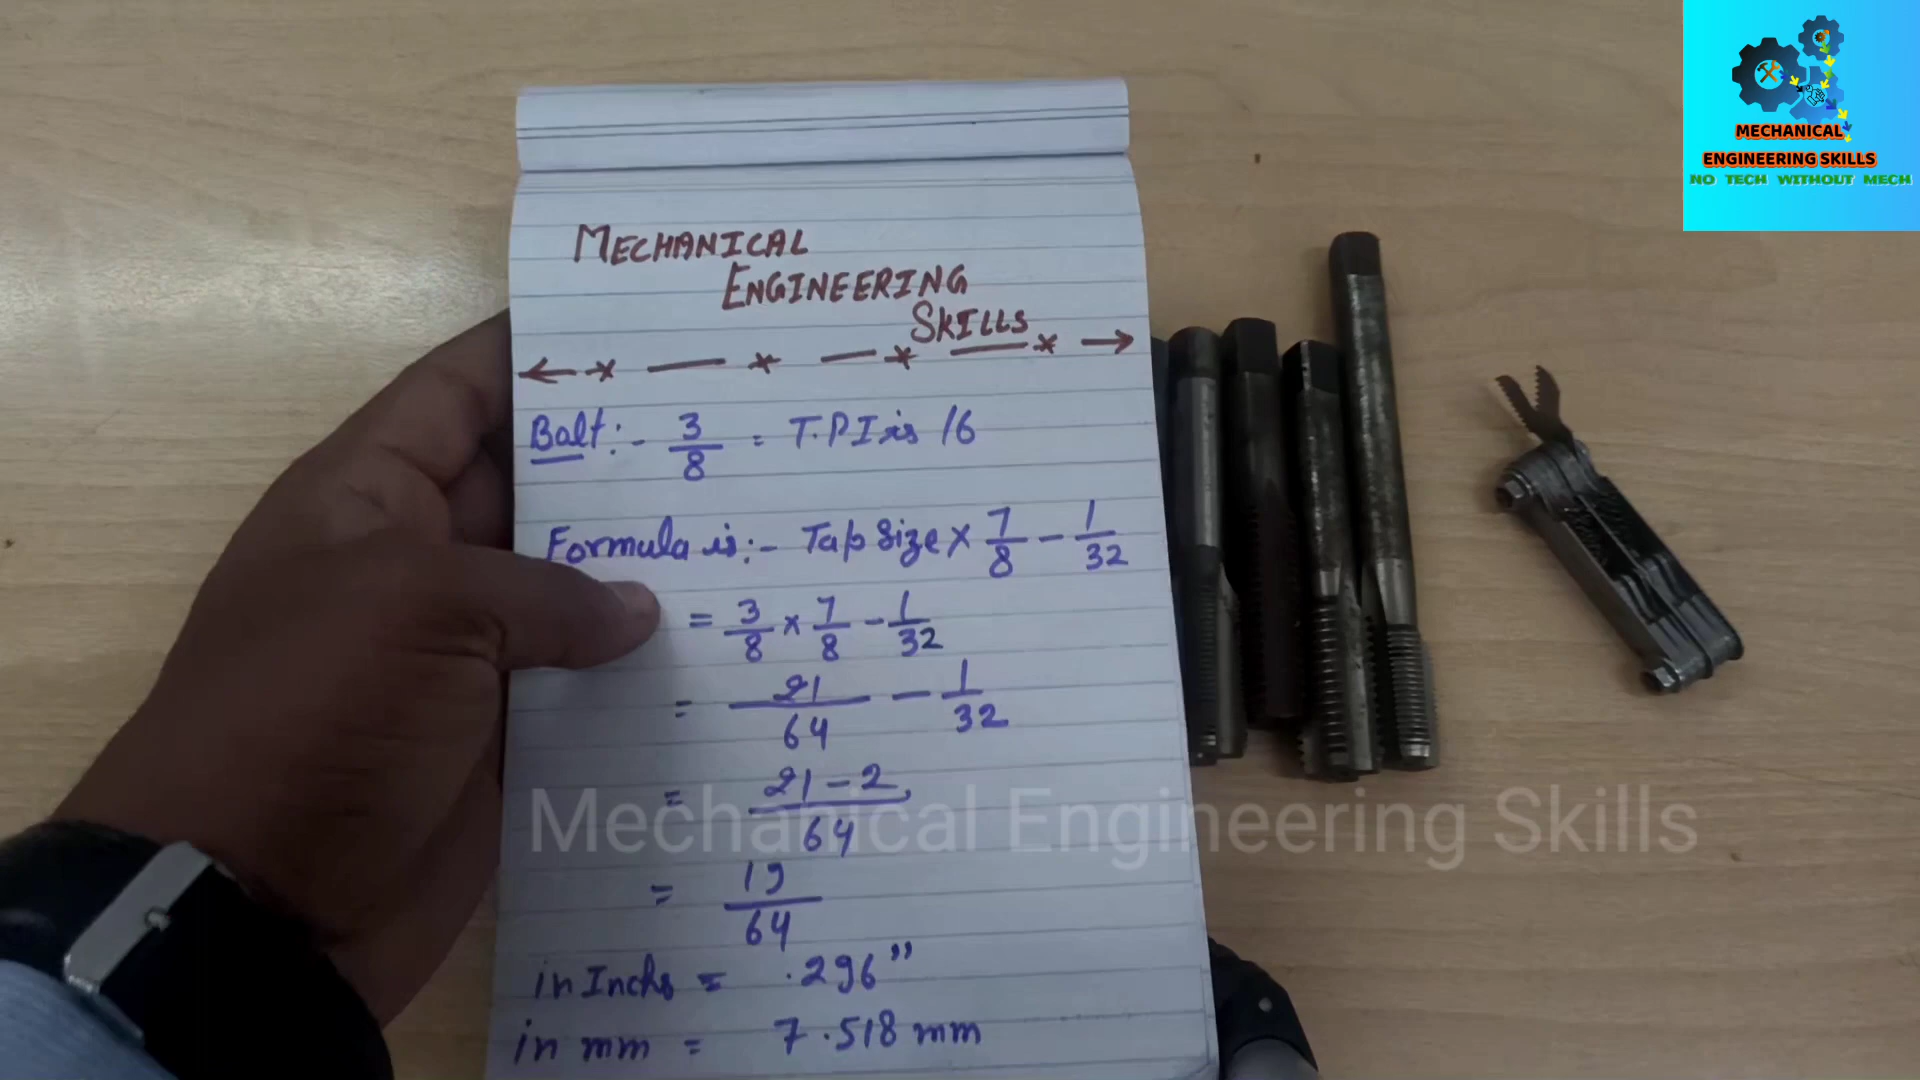 MECHANICAL
ENGINEERING SKILLS
NO TECH WITHOUT MECH
MECHANICAL
ENGINEERING
SKILLS
Balt :- 3/8 = T.P.I is 16
Formula is :- Tap Size × 7/8 - 1/32
= 3/8 × 7/8 - 1/32
= 21/64 - 1/32
= 21-2/64
= 19/64
in Inchs = .296”
in mm = 7.518 mm
Mechanical Engineering Skills